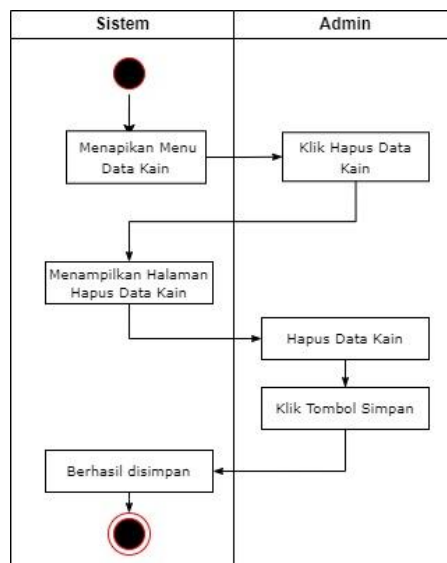 Sistem
Admin
Menapikan Menu
Data Kain
Klik Hapus Data
Kain
Menampilkan Halaman
Hapus Data Kain
Hapus Data Kain
Klik Tombol Simpan
Berhasil disimpan